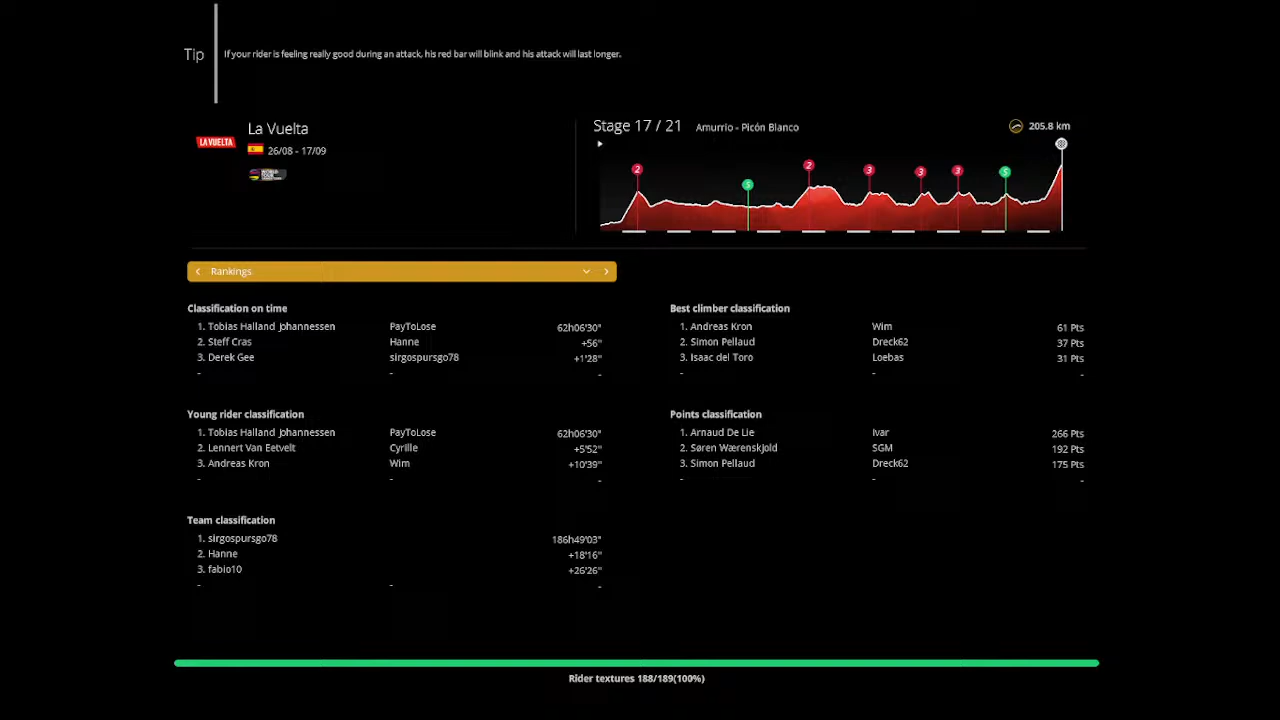 Tip
If your rider is feeling really good during an attack, his red bar will blink and his attack will last longer.
LA VUELTA
La Vuelta
26/08 - 17/09
Stage 17 / 21 Amurrio - Picón Blanco 205.8 km
2 S 2 3 3 3 S
Rankings
Classification on time
1. Tobias Halland Johannessen PayToLose 62h06'30"
2. Steff Cras Hanne +56"
3. Derek Gee sirgospursgo78 +1'28"
- - -
Best climber classification
1. Andreas Kron Wim 61 Pts
2. Simon Pellaud Dreck62 37 Pts
3. Isaac del Toro Loebas 31 Pts
- - -
Young rider classification
1. Tobias Halland Johannessen PayToLose 62h06'30"
2. Lennert Van Eetvelt Cyrille +5'52"
3. Andreas Kron Wim +10'39"
- - -
Points classification
1. Arnaud De Lie Ivar 266 Pts
2. Søren Wærenskjold SGM 192 Pts
3. Simon Pellaud Dreck62 175 Pts
- - -
Team classification
1. sirgospursgo78 186h49'03"
2. Hanne +18'16"
3. fabio10 +26'26"
- - -
Rider textures 188/189(100%)